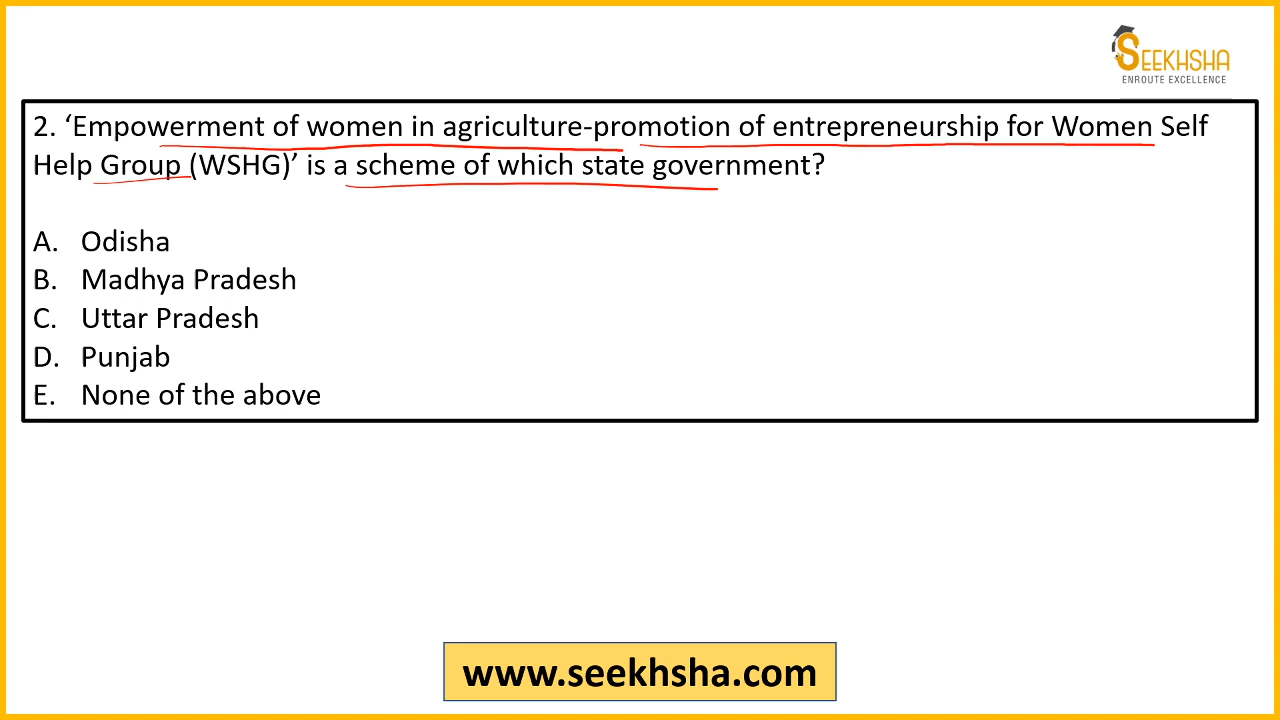 SEEKHSHA
ENROUTE EXCELLENCE
2. ‘Empowerment of women in agriculture-promotion of entrepreneurship for Women Self
Help Group (WSHG)’ is a scheme of which state government?
A. Odisha
B. Madhya Pradesh
C. Uttar Pradesh
D. Punjab
E. None of the above
www.seekhsha.com